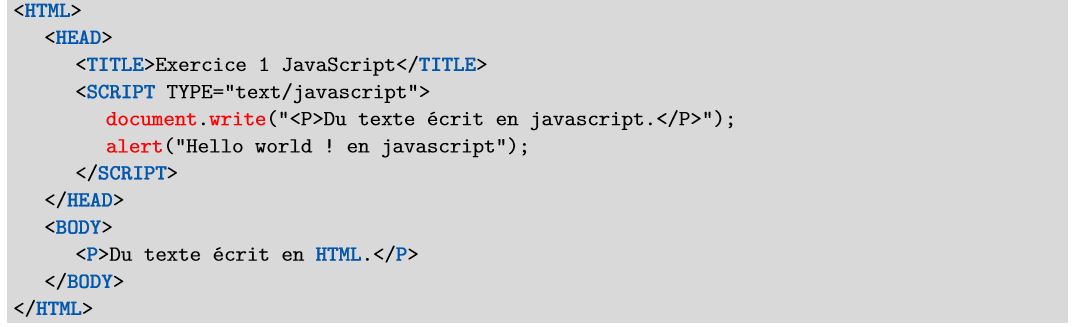 <HTML>
<HEAD>
<TITLE>Exercice 1 JavaScript</TITLE>
<SCRIPT TYPE="text/javascript">
document.write("<P>Du texte écrit en javascript.</P>");
alert("Hello world ! en javascript");
</SCRIPT>
</HEAD>
<BODY>
<P>Du texte écrit en HTML.</P>
</BODY>
</HTML>